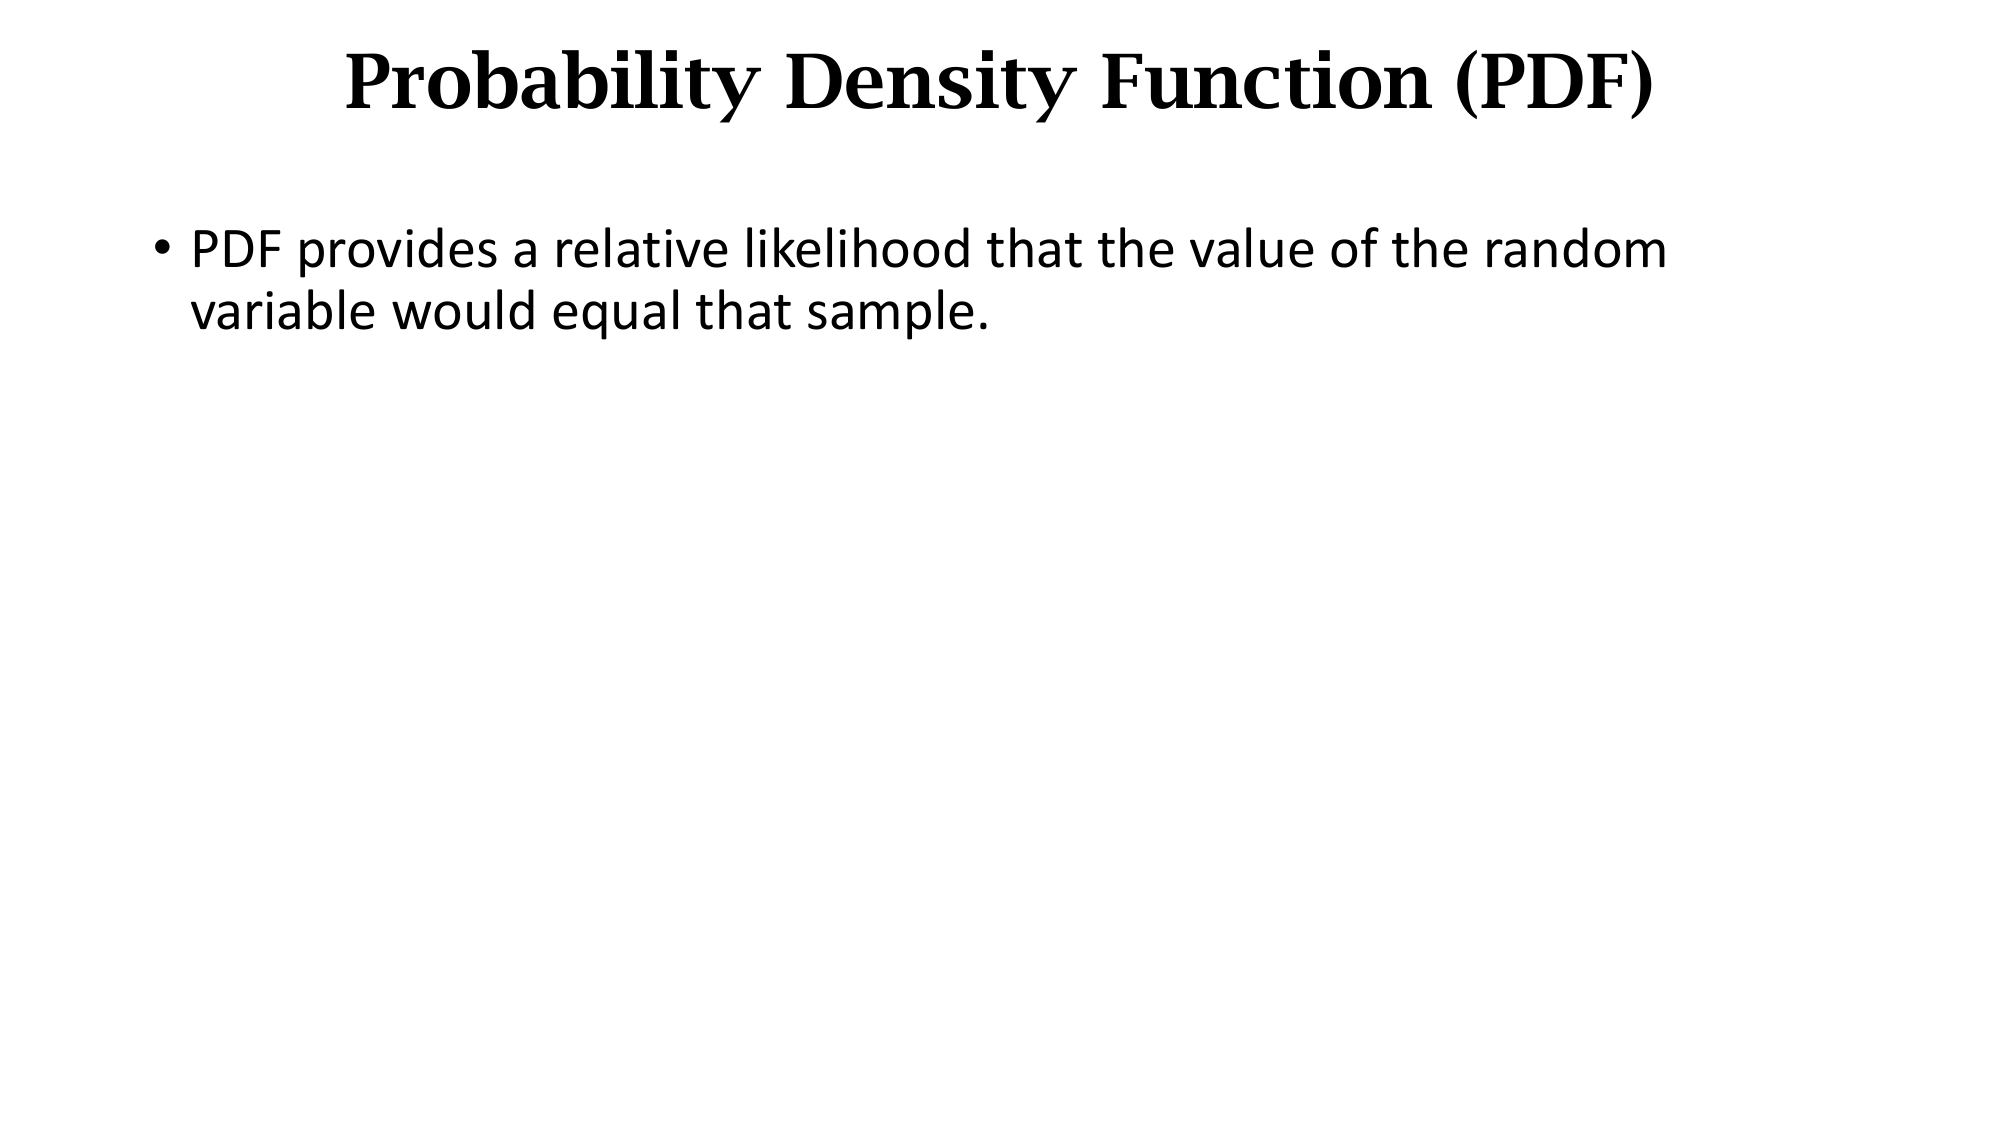 Probability Density Function (PDF)
• PDF provides a relative likelihood that the value of the random
variable would equal that sample.